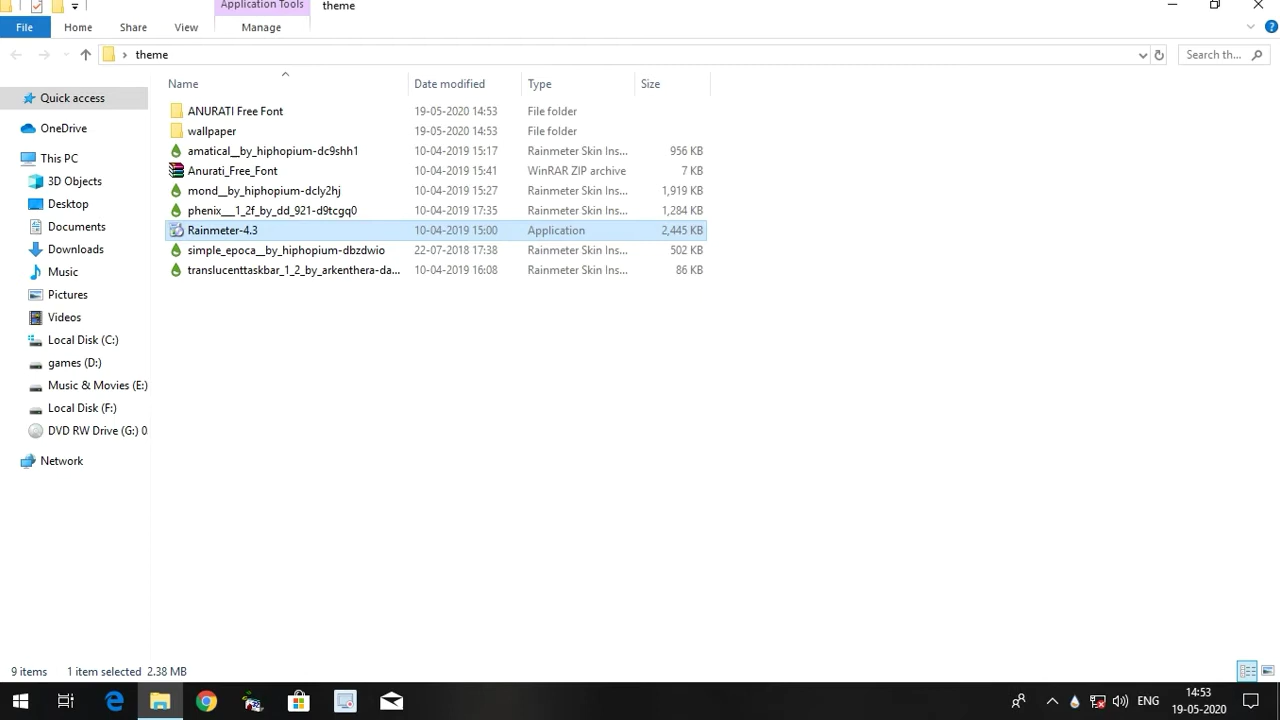 Application Tools theme
File Home Share View Manage
theme Search th...
Name Date modified Type Size
Quick access
OneDrive
This PC
3D Objects
Desktop
Documents
Downloads
Music
Pictures
Videos
Local Disk (C:)
games (D:)
Music & Movies (E:)
Local Disk (F:)
DVD RW Drive (G:) 0
Network
ANURATI Free Font 19-05-2020 14:53 File folder
wallpaper 19-05-2020 14:53 File folder
amatical__by_hiphopium-dc9shh1 10-04-2019 15:17 Rainmeter Skin Ins... 956 KB
Anurati_Free_Font 10-04-2019 15:41 WinRAR ZIP archive 7 KB
mond__by_hiphopium-dcly2hj 10-04-2019 15:27 Rainmeter Skin Ins... 1,919 KB
phenix___1_2f_by_dd_921-d9tcgq0 10-04-2019 17:35 Rainmeter Skin Ins... 1,284 KB
Rainmeter-4.3 10-04-2019 15:00 Application 2,445 KB
simple_epoca__by_hiphopium-dbzdwio 22-07-2018 17:38 Rainmeter Skin Ins... 502 KB
translucenttaskbar_1_2_by_arkenthera-da... 10-04-2019 16:08 Rainmeter Skin Ins... 86 KB
9 items 1 item selected 2.38 MB
ENG
14:53
19-05-2020